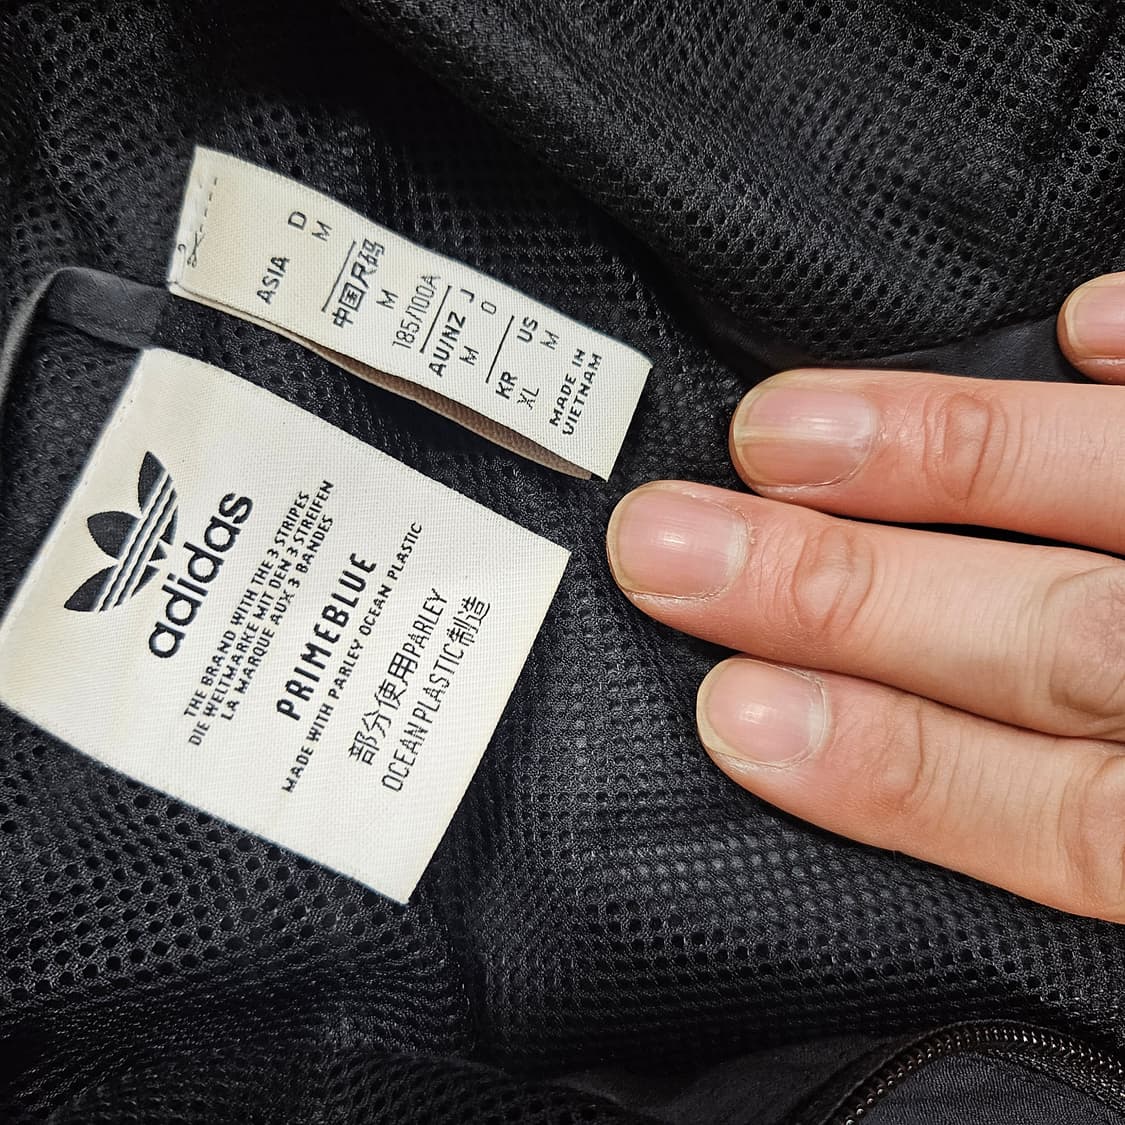 ASIA D
M
中国尺码
M
185/100A
AU/NZ J
M O
KR US
XL M
MADE IN
VIETNAM
adidas
THE BRAND WITH THE 3 STRIPES
DIE WELTMARKE MIT DEN 3 STREIFEN
LA MARQUE AUX 3 BANDES
PRIMEBLUE
MADE WITH PARLEY OCEAN PLASTIC
部分使用PARLEY
OCEAN PLASTIC制造